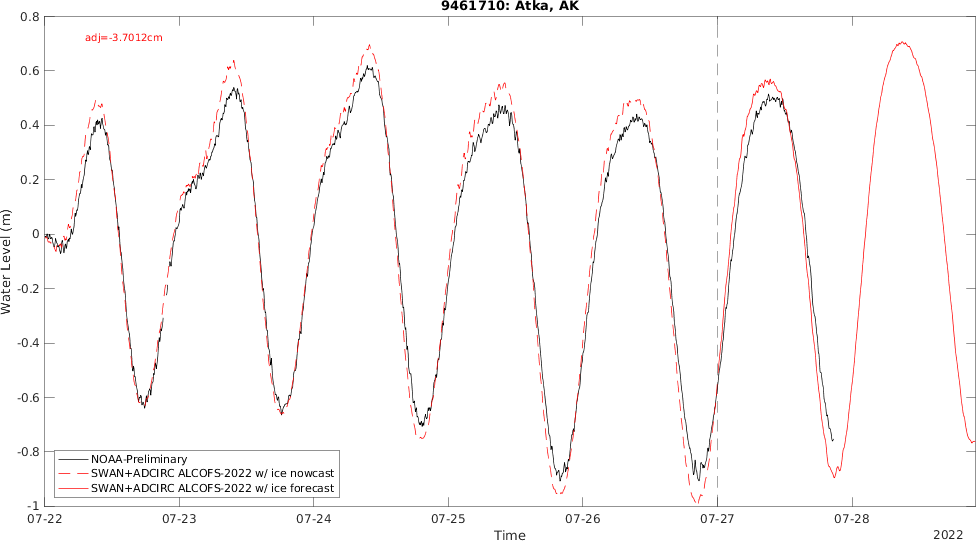 9461710: Atka, AK
adj=-3.7012cm
0.8
0.6
0.4
0.2
0
-0.2
-0.4
-0.6
-0.8
-1
Water Level (m)
NOAA-Preliminary
SWAN+ADCIRC ALCOFS-2022 w/ ice nowcast
SWAN+ADCIRC ALCOFS-2022 w/ ice forecast
07-22 07-23 07-24 07-25 07-26 07-27 07-28
Time
2022